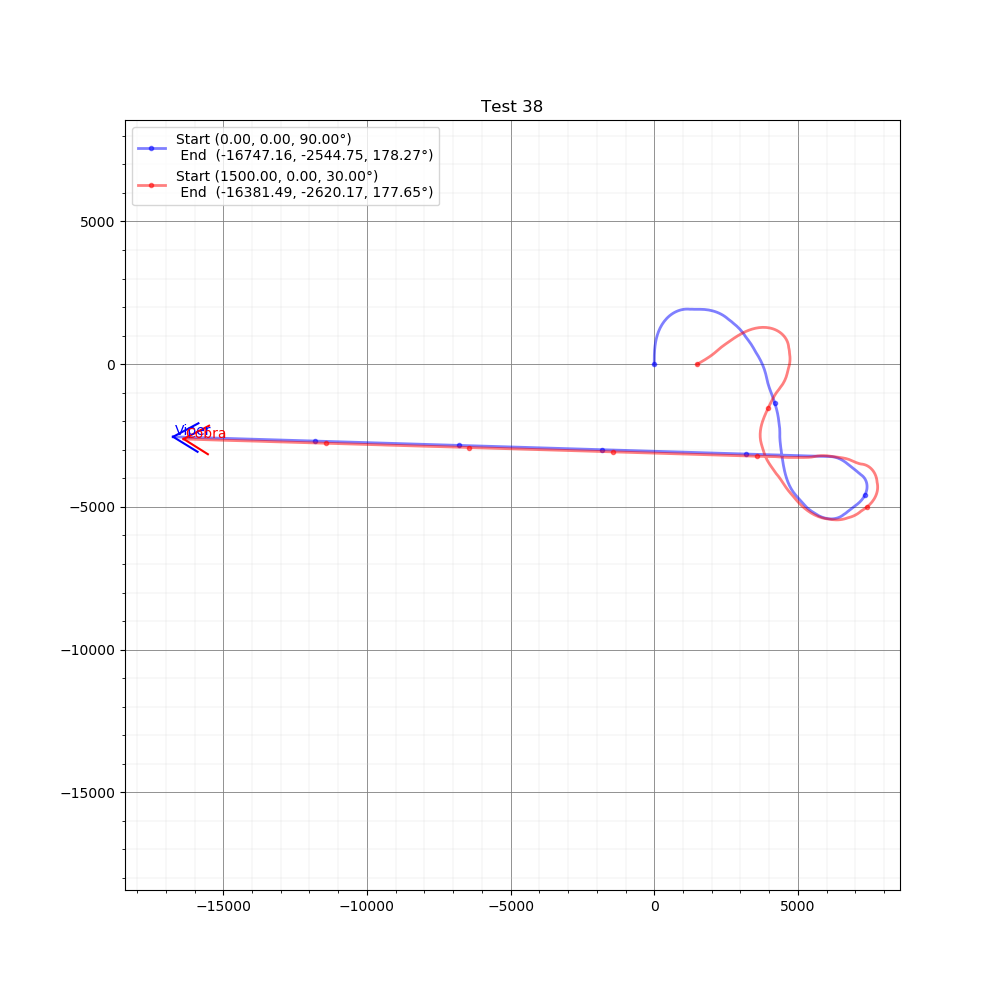 Test 38
Start (0.00, 0.00, 90.00°)
End (-16747.16, -2544.75, 178.27°)
Start (1500.00, 0.00, 30.00°)
End (-16381.49, -2620.17, 177.65°)
5000
0
−5000
−10000
−15000
Viper
Cobra
−15000
−10000
−5000
0
5000